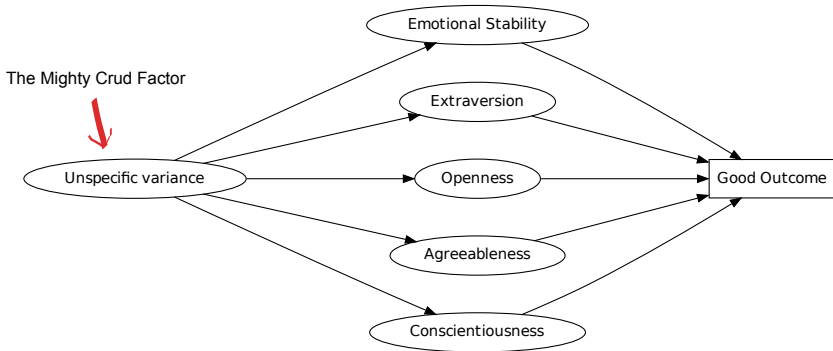 Emotional Stability
The Mighty Crud Factor
Extraversion
Unspecific variance
Openness
Good Outcome
Agreeableness
Conscientiousness